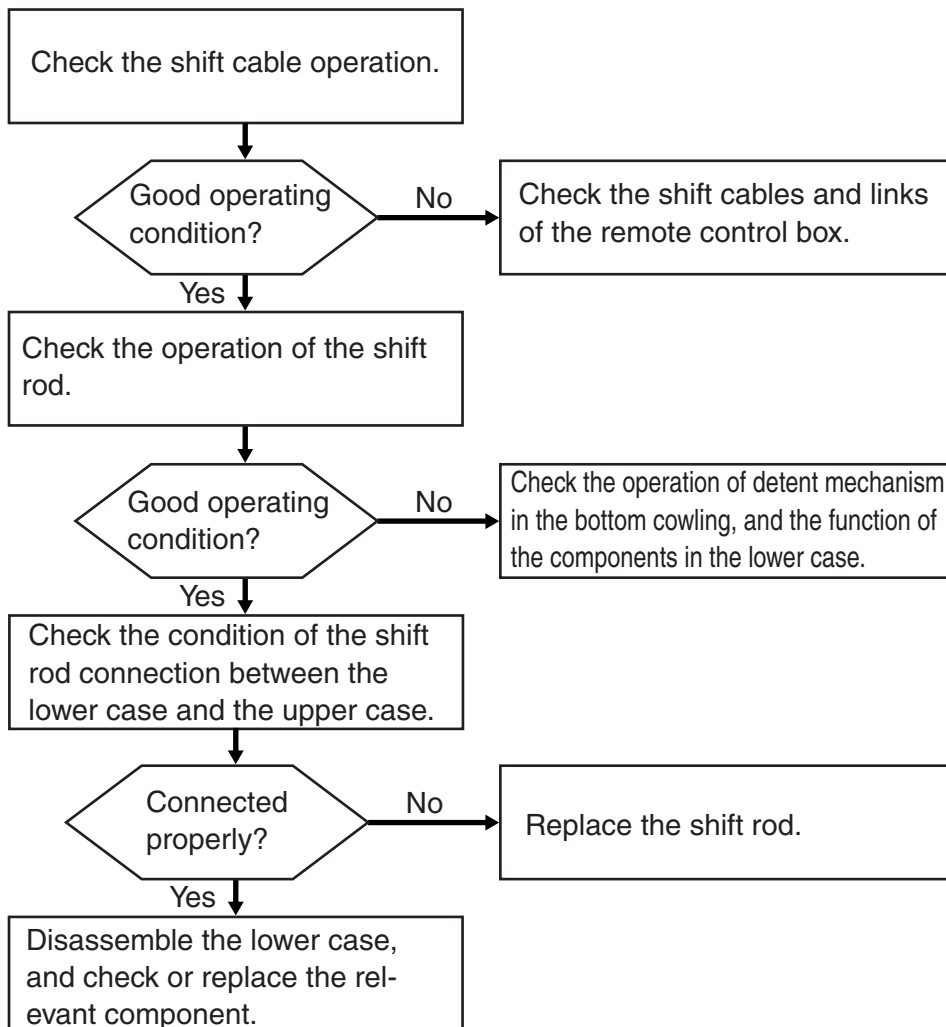 Check the shift cable operation.
Good operating
condition?
No
Check the shift cables and links
of the remote control box.
Yes
Check the operation of the shift
rod.
Good operating
condition?
No
Check the operation of detent mechanism
in the bottom cowling, and the function of
the components in the lower case.
Yes
Check the condition of the shift
rod connection between the
lower case and the upper case.
Connected
properly?
No
Replace the shift rod.
Yes
Disassemble the lower case,
and check or replace the rel-
evant component.